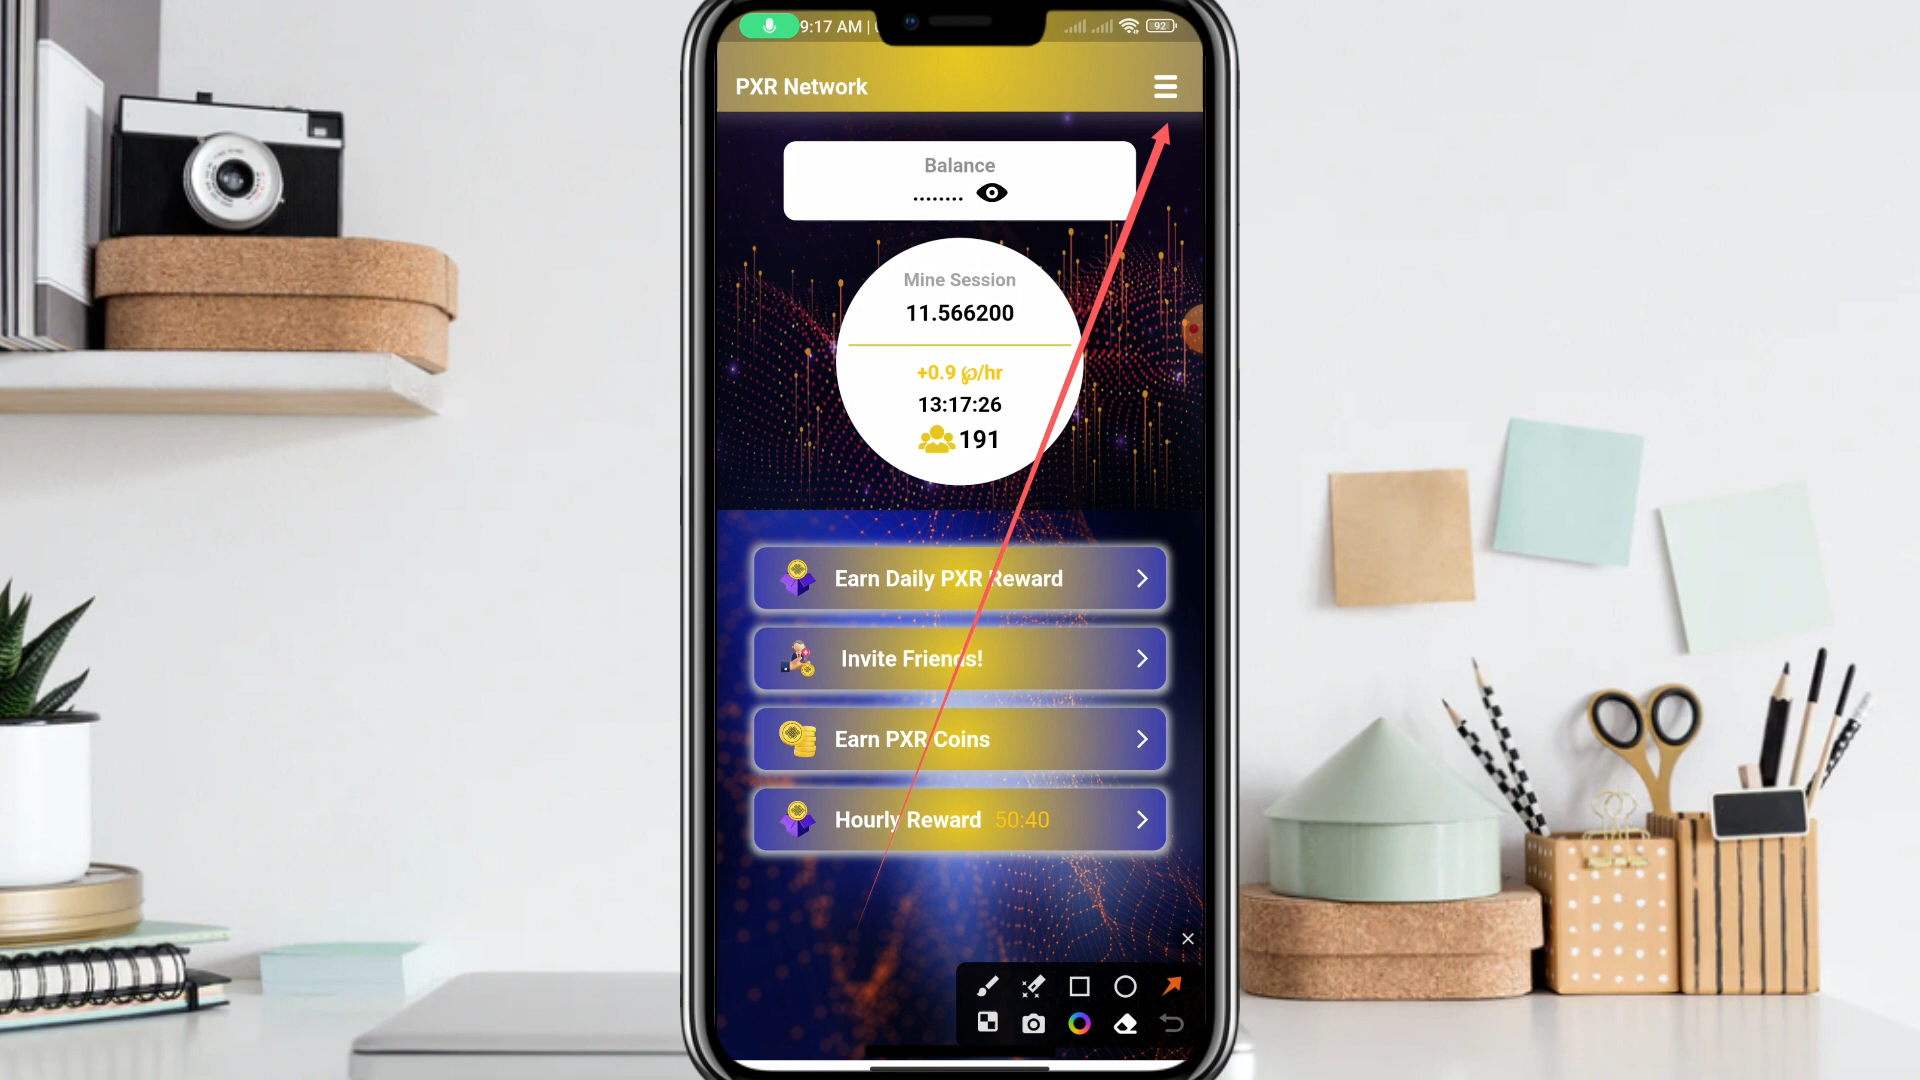 9:17 AM |
92
PXR Network
Balance
........
Mine Session
11.566200
+0.9 ℘/hr
13:17:26
191
Earn Daily PXR Reward
Invite Friends!
Earn PXR Coins
Hourly Reward 50:40